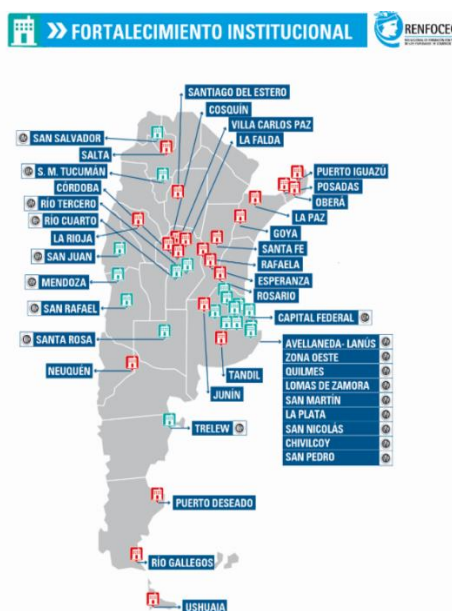 FORTALECIMIENTO INSTITUCIONAL
RENFOCEC
SANTIAGO DEL ESTERO
COSQUÍN
VILLA CARLOS PAZ
LA FALDA
SAN SALVADOR
SALTA
S. M. TUCUMÁN
CÓRDOBA
RÍO TERCERO
RÍO CUARTO
LA RIOJA
SAN JUAN
MENDOZA
SAN RAFAEL
SANTA ROSA
NEUQUÉN
PUERTO IGUAZÚ
POSADAS
OBERÁ
LA PAZ
GOYA
SANTA FE
RAFAELA
ESPERANZA
ROSARIO
CAPITAL FEDERAL
AVELLANEDA- LANÚS
ZONA OESTE
QUILMES
LOMAS DE ZAMORA
SAN MARTÍN
LA PLATA
SAN NICOLÁS
CHIVILCOY
SAN PEDRO
TANDIL
JUNÍN
TRELEW
PUERTO DESEADO
RÍO GALLEGOS
USHUAIA